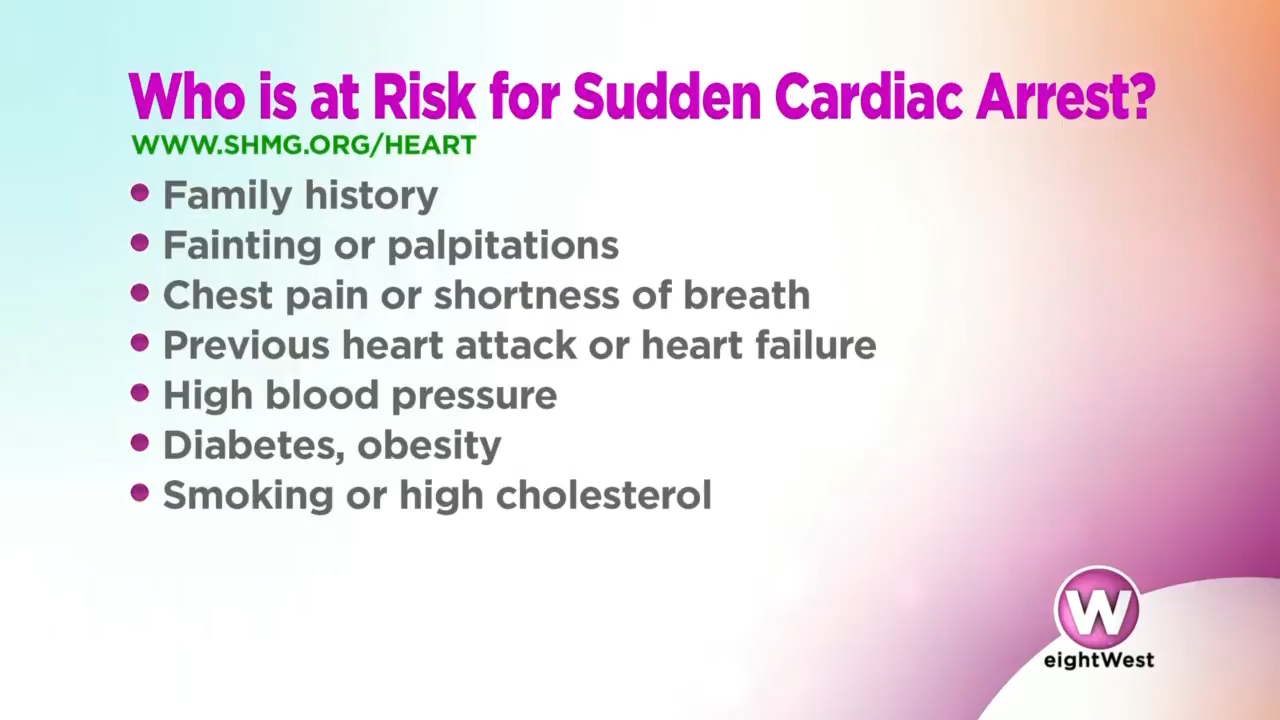 Who is at Risk for Sudden Cardiac Arrest?
WWW.SHMG.ORG/HEART
• Family history
• Fainting or palpitations
• Chest pain or shortness of breath
• Previous heart attack or heart failure
• High blood pressure
• Diabetes, obesity
• Smoking or high cholesterol
W
eightWest